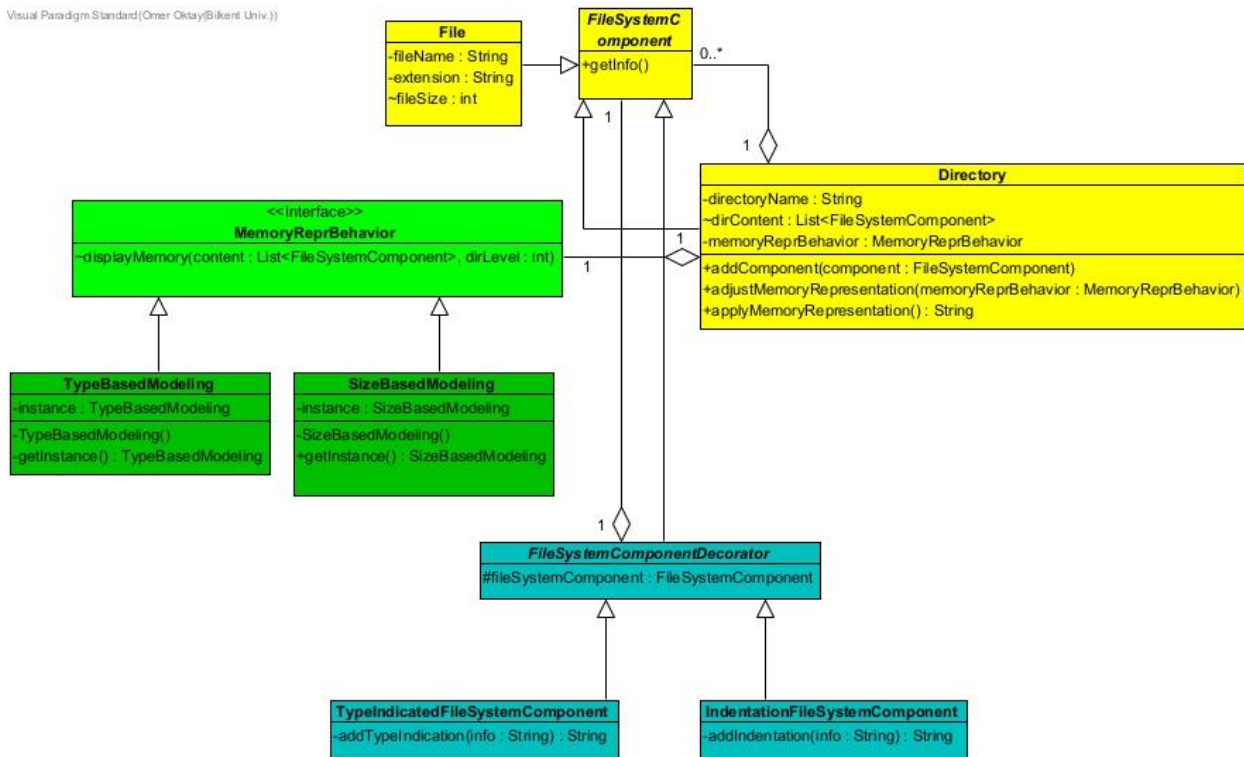 Visual Paradigm Standard(Omer Oktay(Bilkent Univ.))
File
-fileName : String
-extension : String
~fileSize : int
FileSystemC
omponent
+getInfo()
0..*
1
1
1
Directory
-directoryName : String
~dirContent : List<FileSystemComponent>
-memoryReprBehavior : MemoryReprBehavior
+addComponent(component : FileSystemComponent)
+adjustMemoryRepresentation(memoryReprBehavior : MemoryReprBehavior)
+applyMemoryRepresentation() : String
<<Interface>>
MemoryReprBehavior
~displayMemory(content : List<FileSystemComponent>, dirLevel : int)
1
1
TypeBasedModeling
-instance : TypeBasedModeling
-TypeBasedModeling()
-getInstance() : TypeBasedModeling
SizeBasedModeling
-instance : SizeBasedModeling
-SizeBasedModeling()
+getInstance() : SizeBasedModeling
FileSystemComponentDecorator
#fileSystemComponent : FileSystemComponent
TypeIndicatedFileSystemComponent
-addTypeIndication(info : String) : String
IndentationFileSystemComponent
-addIndentation(info : String) : String